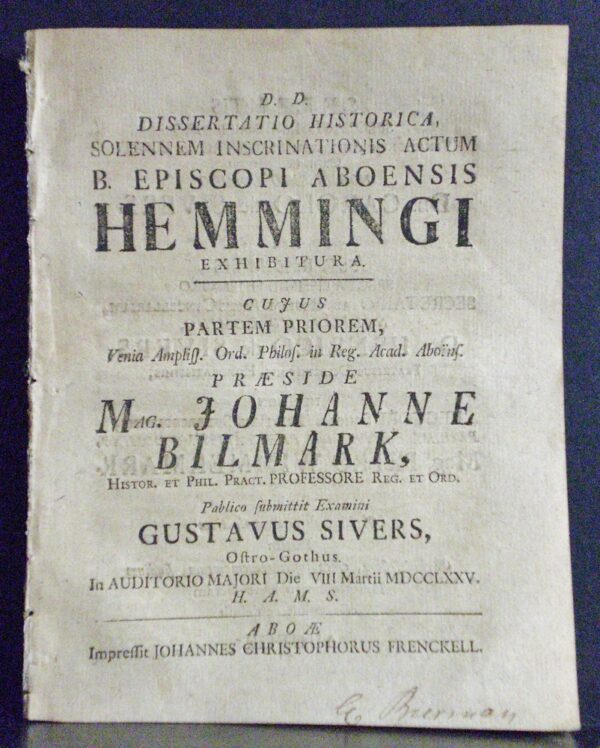 D. D.
DISSERTATIO HISTORICA,
SOLENNEM INSCRINATIONIS ACTUM
B. EPISCOPI ABOENSIS
HEMMINGI
EXHIBITURA.
CUJUS
PARTEM PRIOREM,
Venia Ampliſſ. Ord. Philoſ. in Reg. Acad. Aboënſ.
PRÆSIDE
MAG. JOHANNE
BILMARK,
HISTOR. ET PHIL. PRACT. PROFESSORE REG. ET ORD.
Publico ſubmittit Examini
GUSTAVUS SIVERS,
Oſtro-Gothus.
In AUDITORIO MAJORI Die VIII Martii MDCCLXXV.
H. A. M. S.
ABOÆ
Impreſſit JOHANNES CHRISTOPHORUS FRENCKELL.